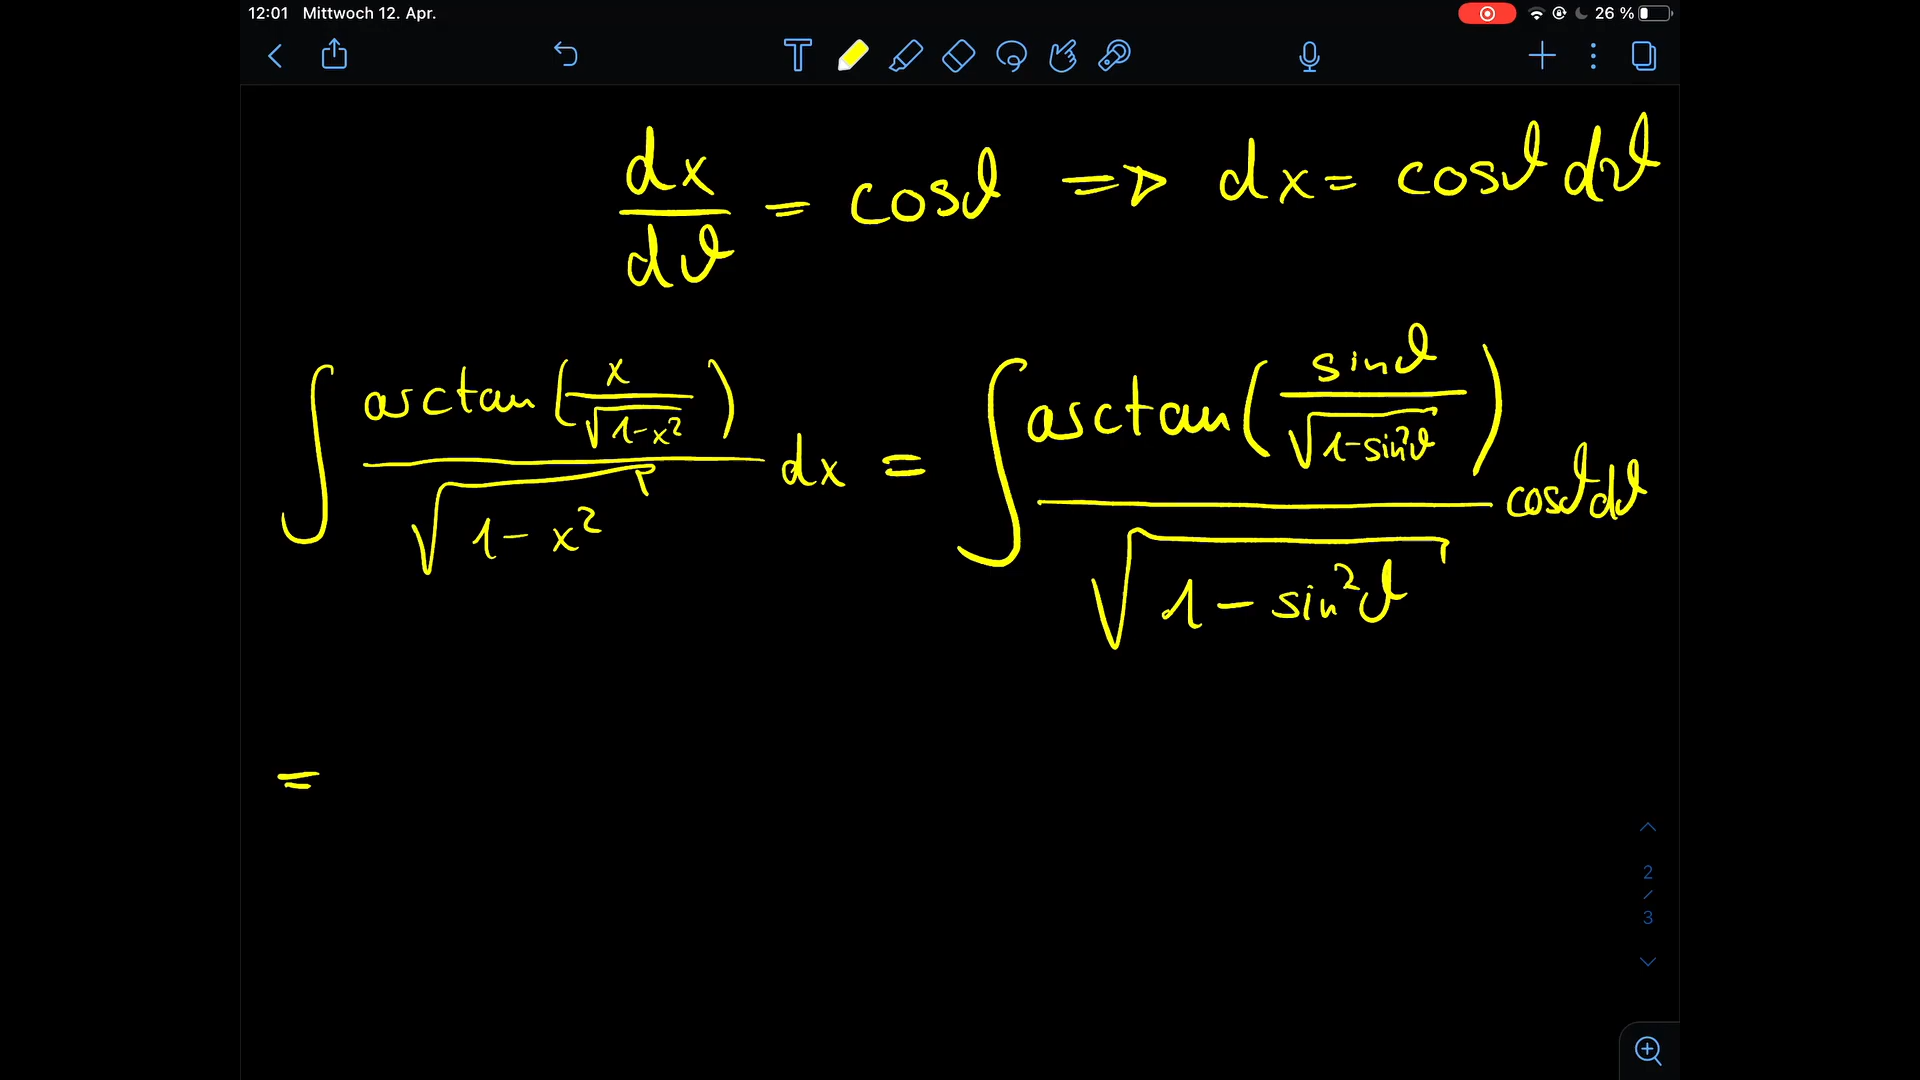 12:01 Mittwoch 12. Apr. 26 %
T
dx/dϑ = cosϑ => dx = cosϑ dϑ
∫ arctan(x/√(1-x²))/√(1-x²) dx = ∫ arctan(sinϑ/√(1-sin²ϑ))/√(1-sin²ϑ) cosϑ dϑ
=
2
/
3